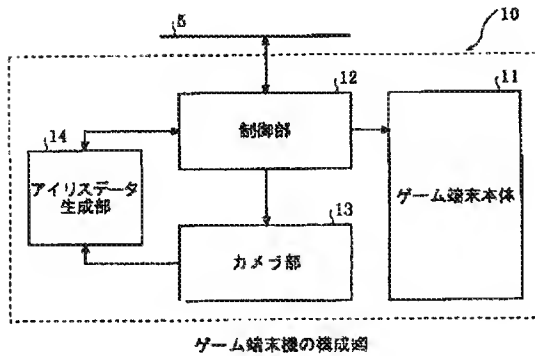 5
10
12
11
制御部
14
アイリスデータ
生成部
ゲーム端末本体
13
カメラ部
ゲーム端末機の構成図